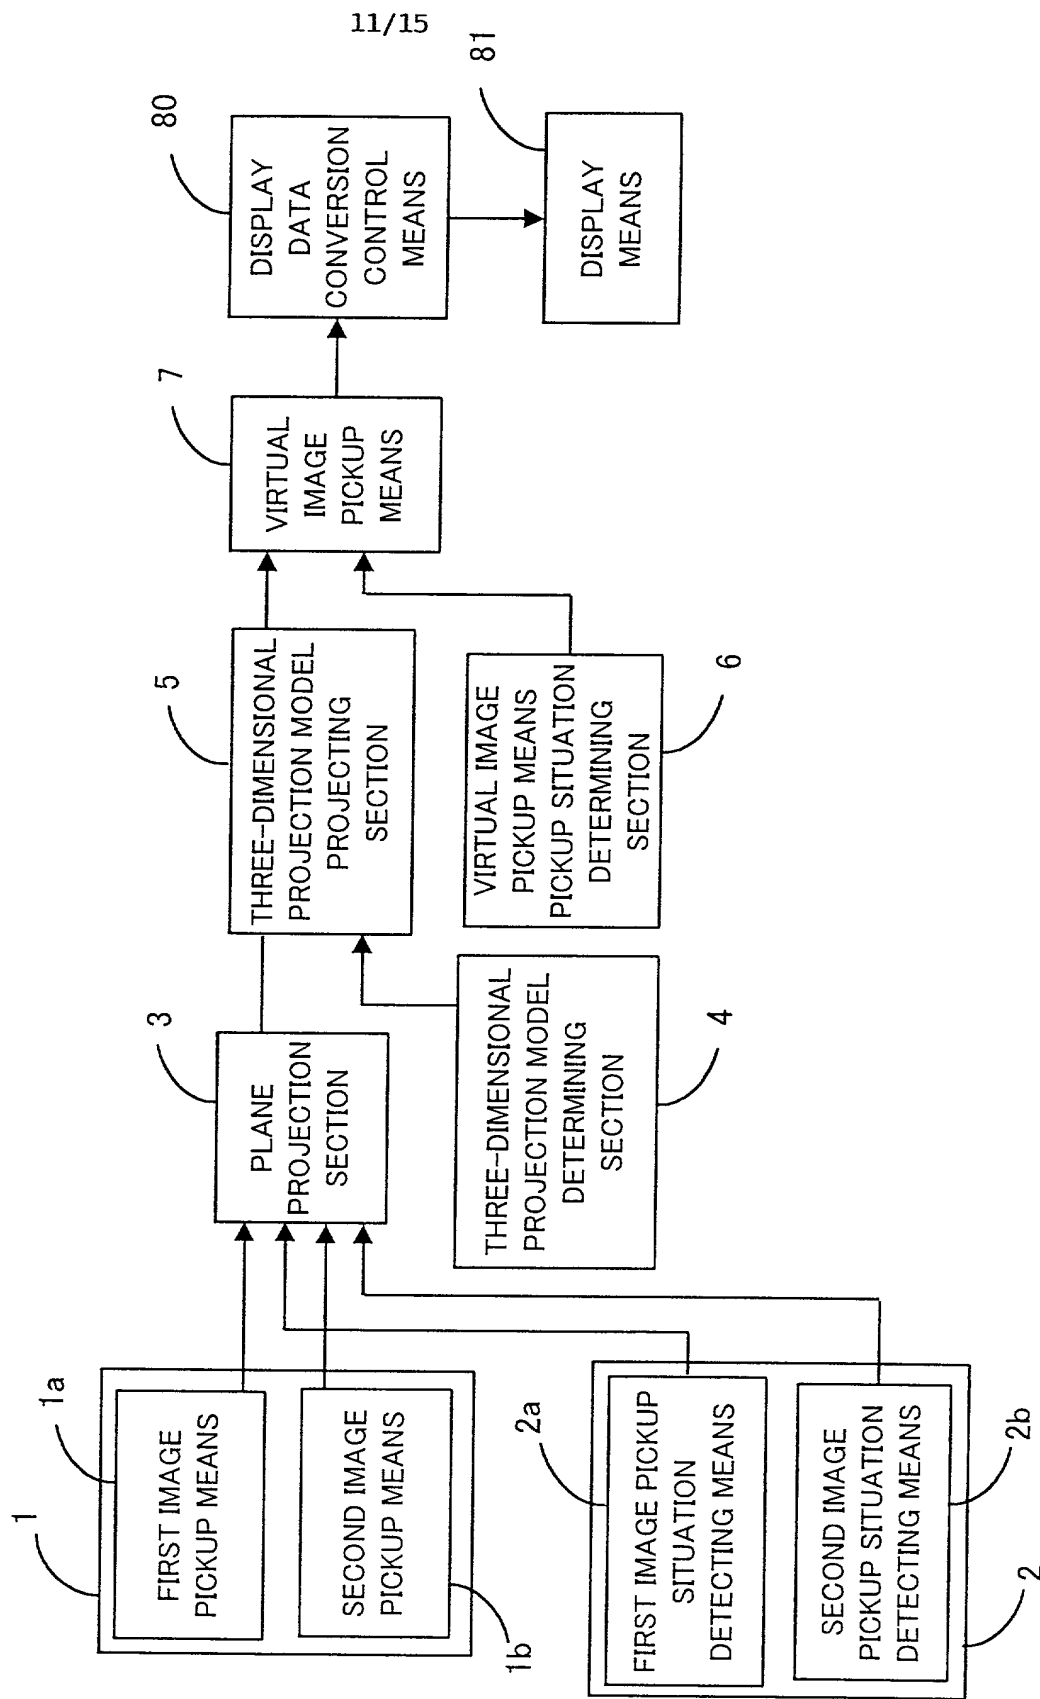 11/15
1
1a
FIRST IMAGE
PICKUP MEANS
SECOND IMAGE
PICKUP MEANS
1b
2a
FIRST IMAGE PICKUP
SITUATION
DETECTING MEANS
SECOND IMAGE
PICKUP SITUATION
DETECTING MEANS
2b
2
3
PLANE
PROJECTION
SECTION
THREE-DIMENSIONAL
PROJECTION MODEL
DETERMINING
SECTION
4
5
THREE-DIMENSIONAL
PROJECTION MODEL
PROJECTING
SECTION
VIRTUAL IMAGE
PICKUP MEANS
PICKUP SITUATION
DETERMINING
SECTION
6
7
VIRTUAL
IMAGE
PICKUP
MEANS
80
DISPLAY
DATA
CONVERSION
CONTROL
MEANS
81
DISPLAY
MEANS